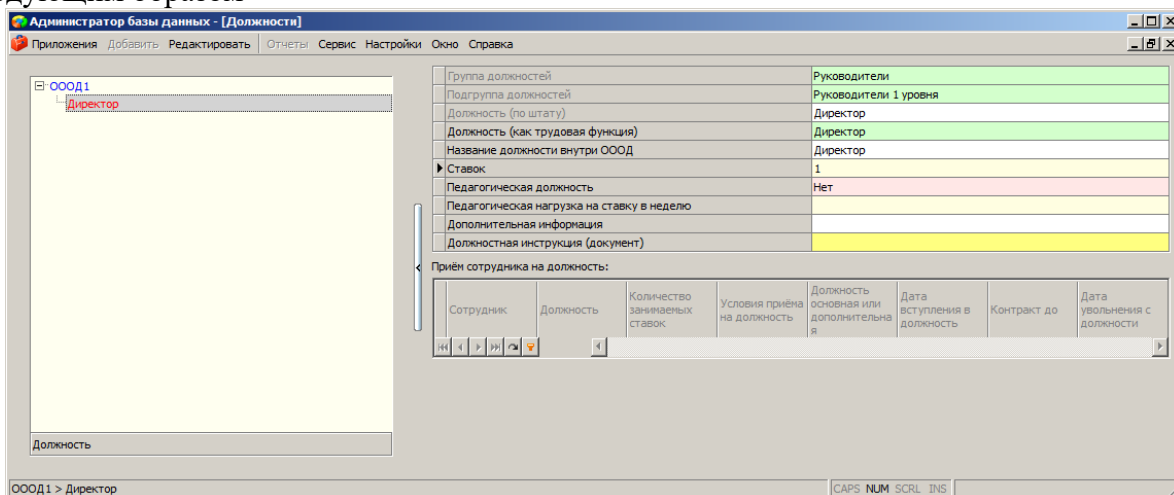 дующим образом
Администратор базы данных - [Должности]
Приложения Добавить Редактировать Отчеты Сервис Настройки Окно Справка
ОООД1
Директор
Должность
Группа должностей Руководители
Подгруппа должностей Руководители 1 уровня
Должность (по штату) Директор
Должность (как трудовая функция) Директор
Название должности внутри ОООД Директор
Ставок 1
Педагогическая должность Нет
Педагогическая нагрузка на ставку в неделю
Дополнительная информация
Должностная инструкция (документ)
Приём сотрудника на должность:
Сотрудник
Должность
Количество
занимаемых
ставок
Условия приёма
на должность
Должность
основная или
дополнительна
я
Дата
вступления в
должность
Контракт до
Дата
увольнения с
должности
ОООД1 > Директор
CAPS NUM SCRL INS